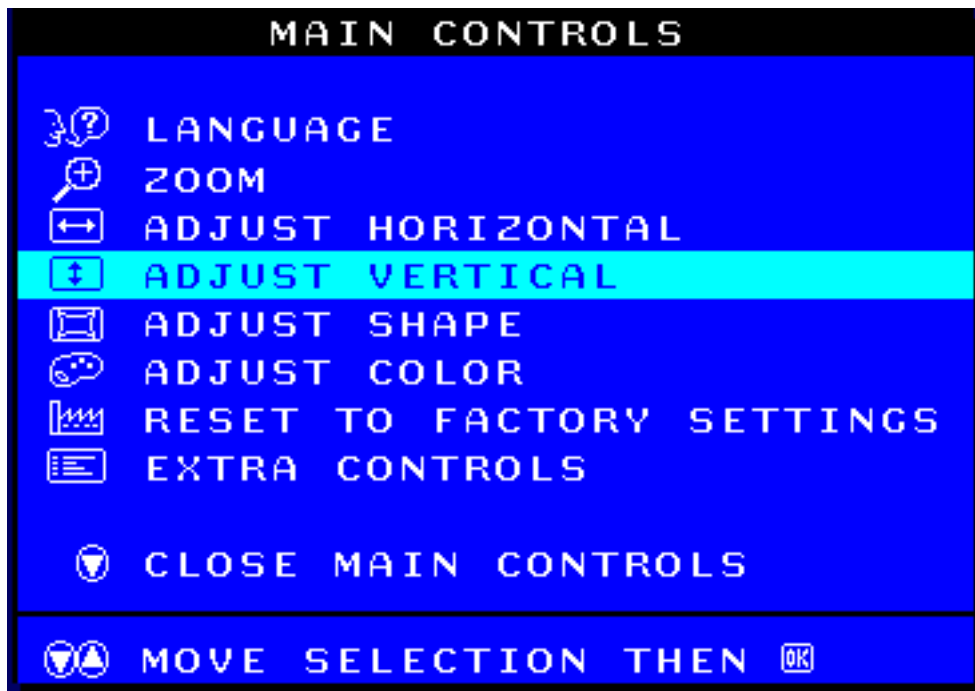 MAIN CONTROLS
LANGUAGE
ZOOM
ADJUST HORIZONTAL
ADJUST VERTICAL
ADJUST SHAPE
ADJUST COLOR
RESET TO FACTORY SETTINGS
EXTRA CONTROLS
CLOSE MAIN CONTROLS
MOVE SELECTION THEN OK